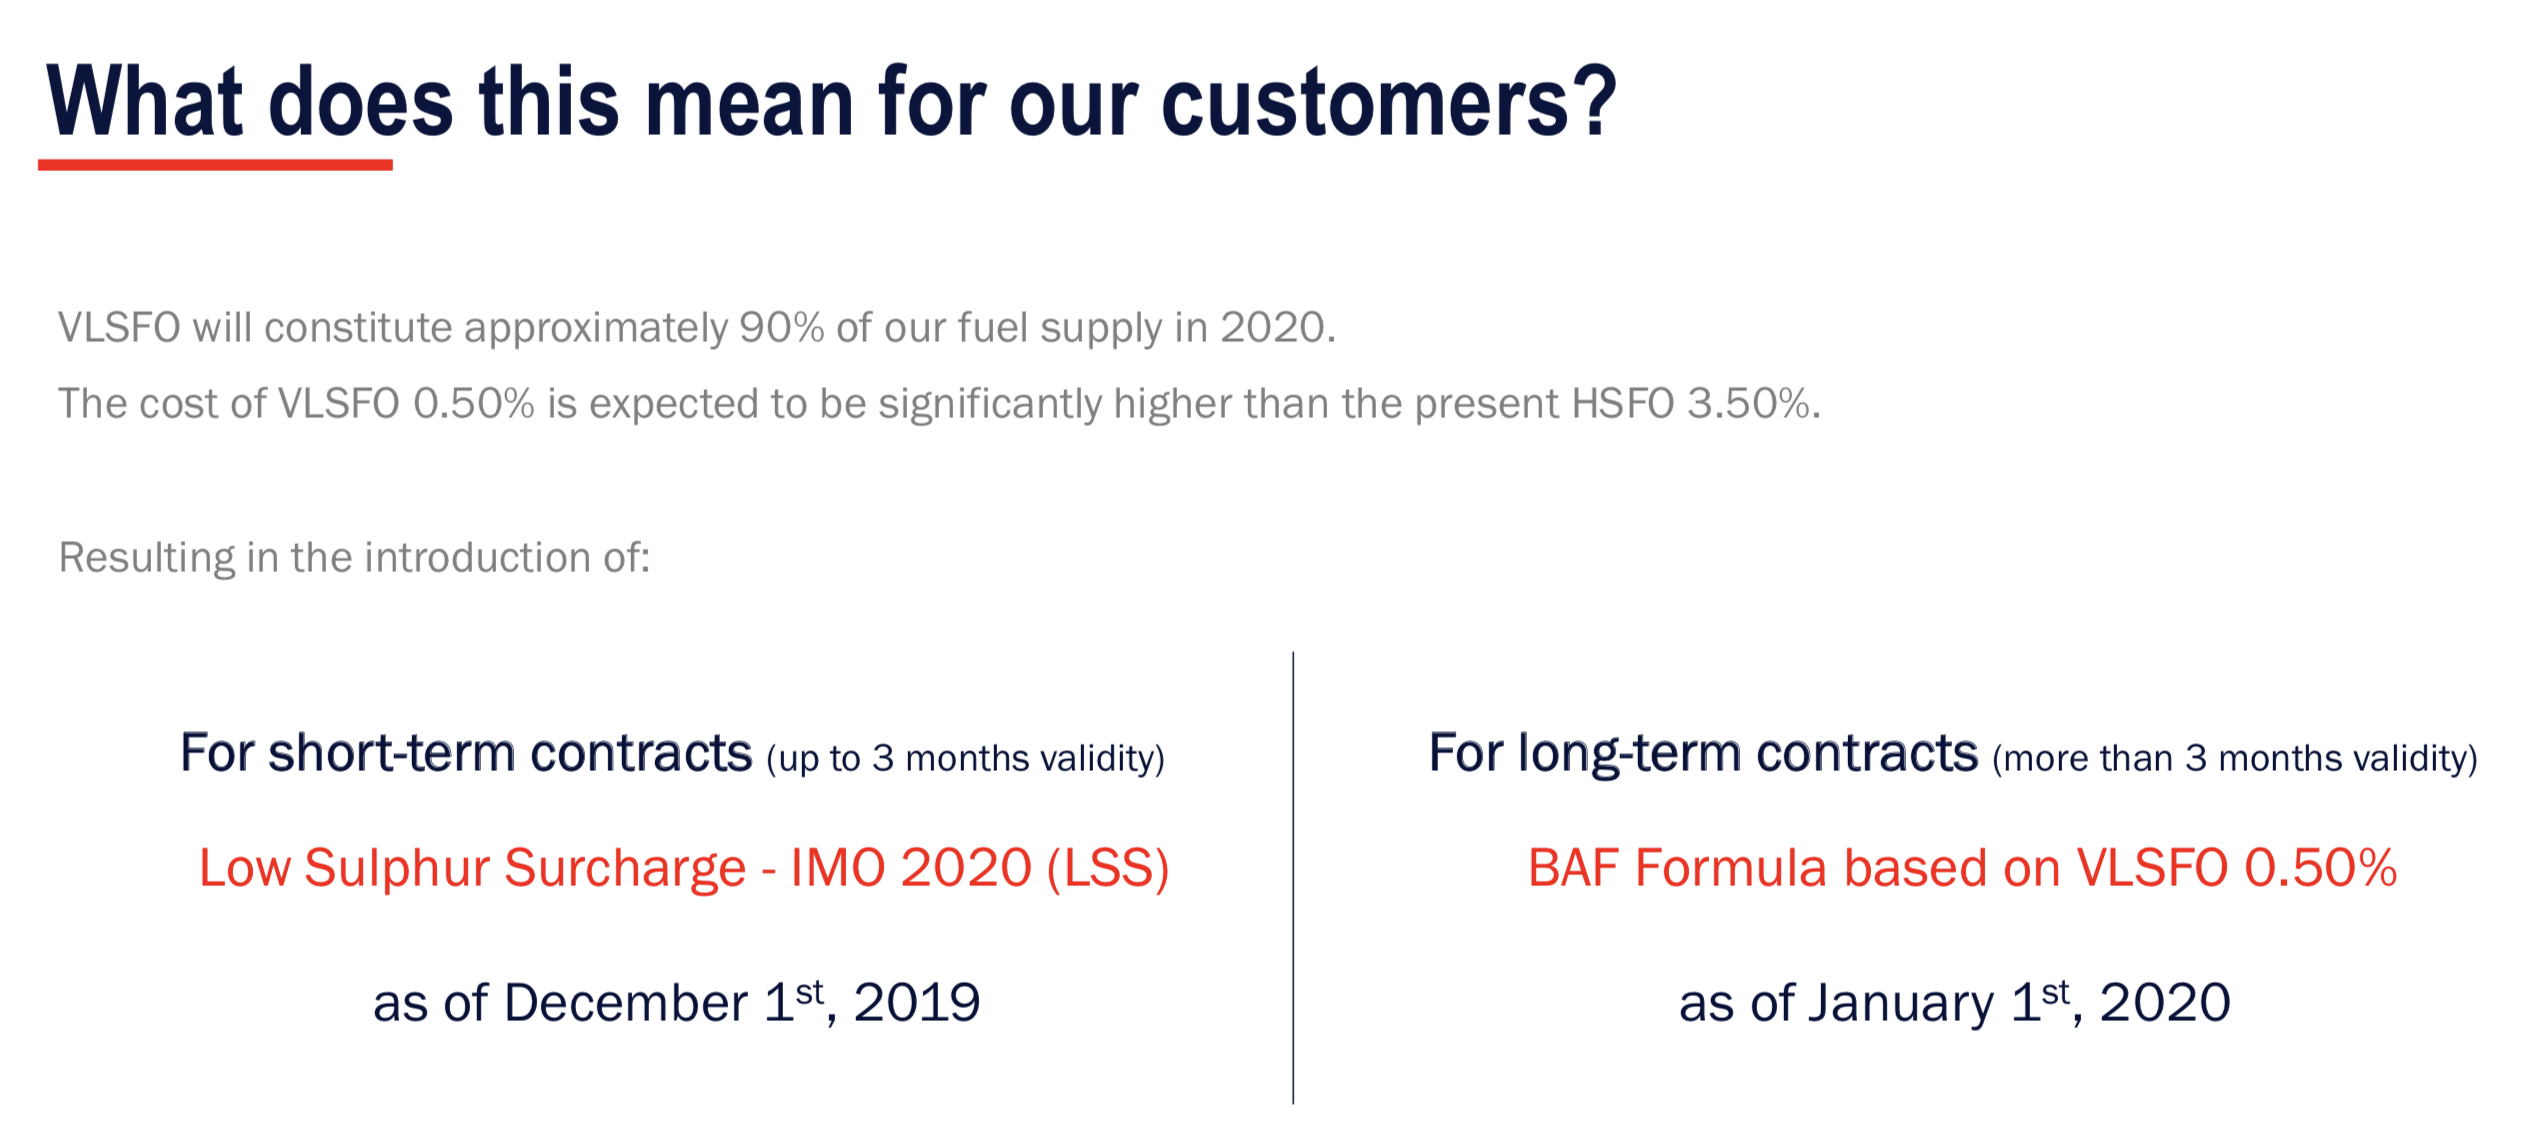 What does this mean for our customers?
VLSFO will constitute approximately 90% of our fuel supply in 2020.
The cost of VLSFO 0.50% is expected to be significantly higher than the present HSFO 3.50%.
Resulting in the introduction of:
For short-term contracts (up to 3 months validity)
Low Sulphur Surcharge - IMO 2020 (LSS)
as of December 1st, 2019
For long-term contracts (more than 3 months validity)
BAF Formula based on VLSFO 0.50%
as of January 1st, 2020